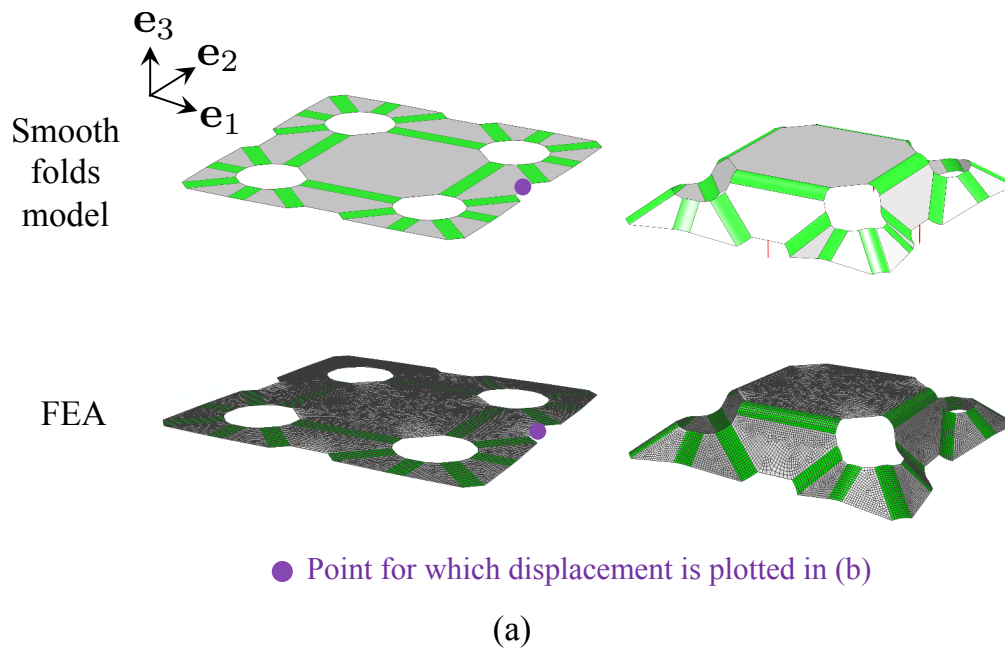 e3
e2
e1
Smooth
folds
model
FEA
Point for which displacement is plotted in (b)
(a)